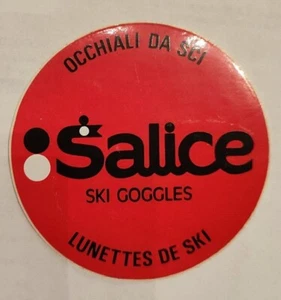 OCCHIALI DA SCI
Salice
SKI GOGGLES
LUNETTES DE SKI